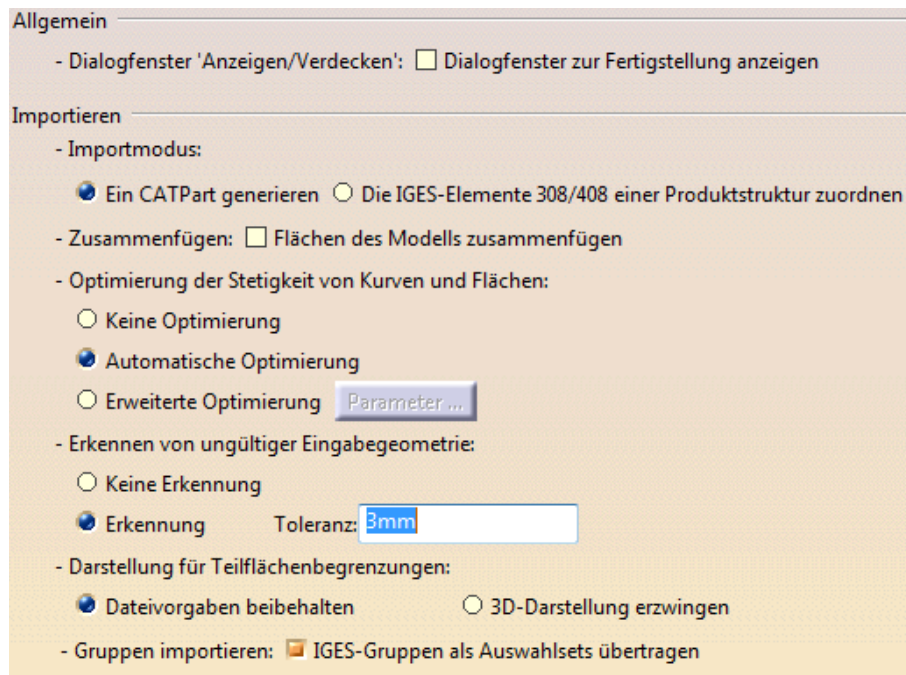 Allgemein
- Dialogfenster 'Anzeigen/Verdecken': Dialogfenster zur Fertigstellung anzeigen
Importieren
- Importmodus:
Ein CATPart generieren Die IGES-Elemente 308/408 einer Produktstruktur zuordnen
- Zusammenfügen: Flächen des Modells zusammenfügen
- Optimierung der Stetigkeit von Kurven und Flächen:
Keine Optimierung
Automatische Optimierung
Erweiterte Optimierung Parameter ...
- Erkennen von ungültiger Eingabegeometrie:
Keine Erkennung
Erkennung Toleranz: 3mm
- Darstellung für Teilflächenbegrenzungen:
Dateivorgaben beibehalten 3D-Darstellung erzwingen
- Gruppen importieren: IGES-Gruppen als Auswahlsets übertragen